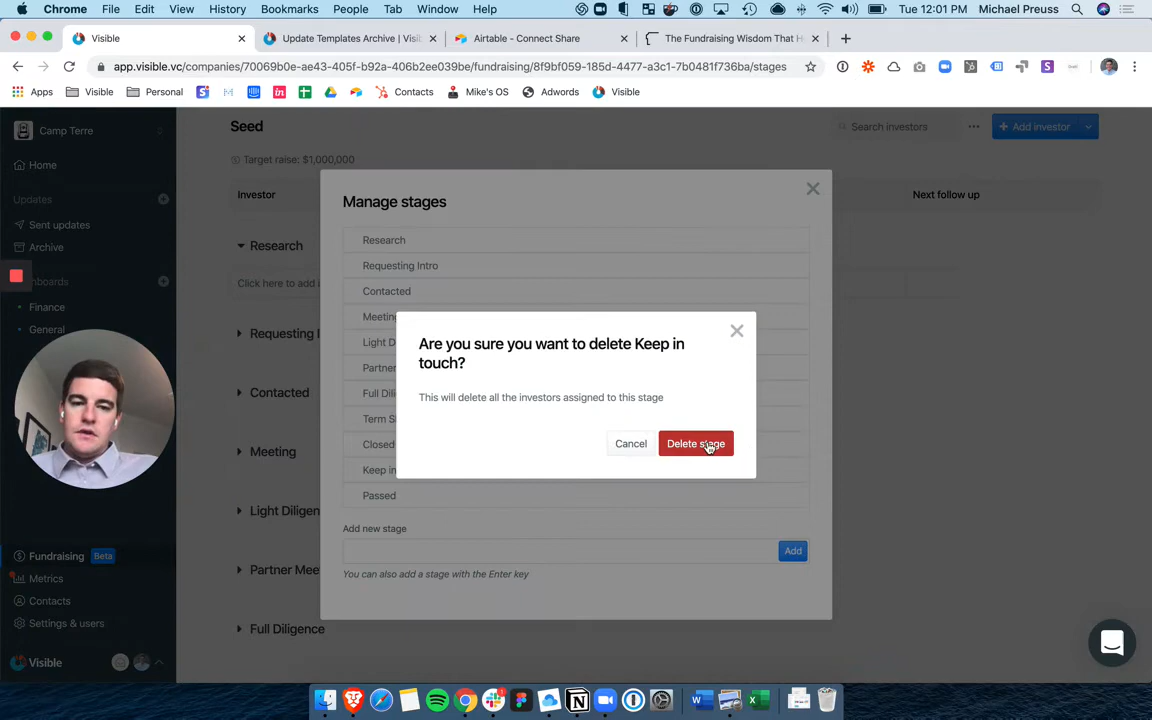 Chrome File Edit View History Bookmarks People Tab Window Help
Tue 12:01 PM Michael Preuss
Visible
Update Templates Archive | Visi
Airtable - Connect Share
The Fundraising Wisdom That H
app.visible.vc/companies/70069b0e-ae43-405f-b92a-406b2ee039be/fundraising/8f9bf059-185d-4477-a3c1-7b0481f736ba/stages
Apps Visible Personal Contacts Mike's OS Adwords Visible
Camp Terre
Home
Updates
Sent updates
Archive
boards
Finance
General
Fundraising Beta
Metrics
Contacts
Settings & users
Visible
Seed
Search investors
Add investor
Target raise: $1,000,000
Investor
Next follow up
Research
Click here to add i
Requesting I
Contacted
Meeting
Light Diligen
Partner Mee
Full Diligence
Manage stages
Research
Requesting Intro
Contacted
Meeting
Light D
Partner
Full Dili
Term S
Closed
Keep in
Passed
Add new stage
Add
You can also add a stage with the Enter key
Are you sure you want to delete Keep in
touch?
This will delete all the investors assigned to this stage
Cancel
Delete stage